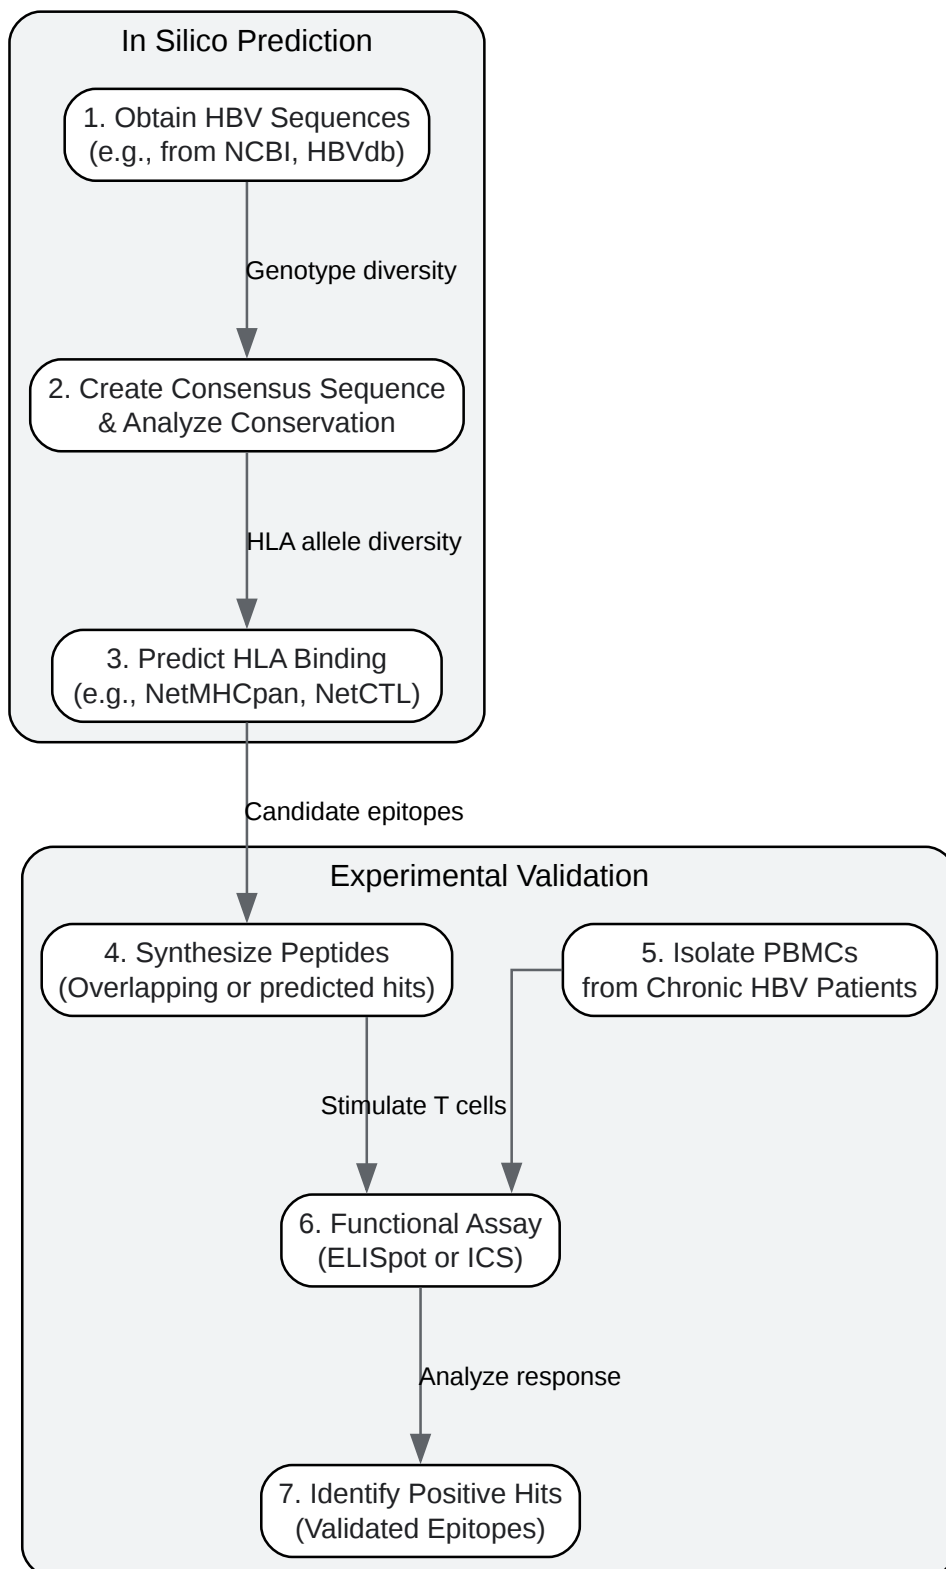 In Silico Prediction
1. Obtain HBV Sequences
(e.g., from NCBI, HBVdb)
Genotype diversity
2. Create Consensus Sequence
& Analyze Conservation
HLA allele diversity
3. Predict HLA Binding
(e.g., NetMHCpan, NetCTL)
Candidate epitopes
Experimental Validation
4. Synthesize Peptides
(Overlapping or predicted hits)
5. Isolate PBMCs
from Chronic HBV Patients
Stimulate T cells
6. Functional Assay
(ELISpot or ICS)
Analyze response
7. Identify Positive Hits
(Validated Epitopes)